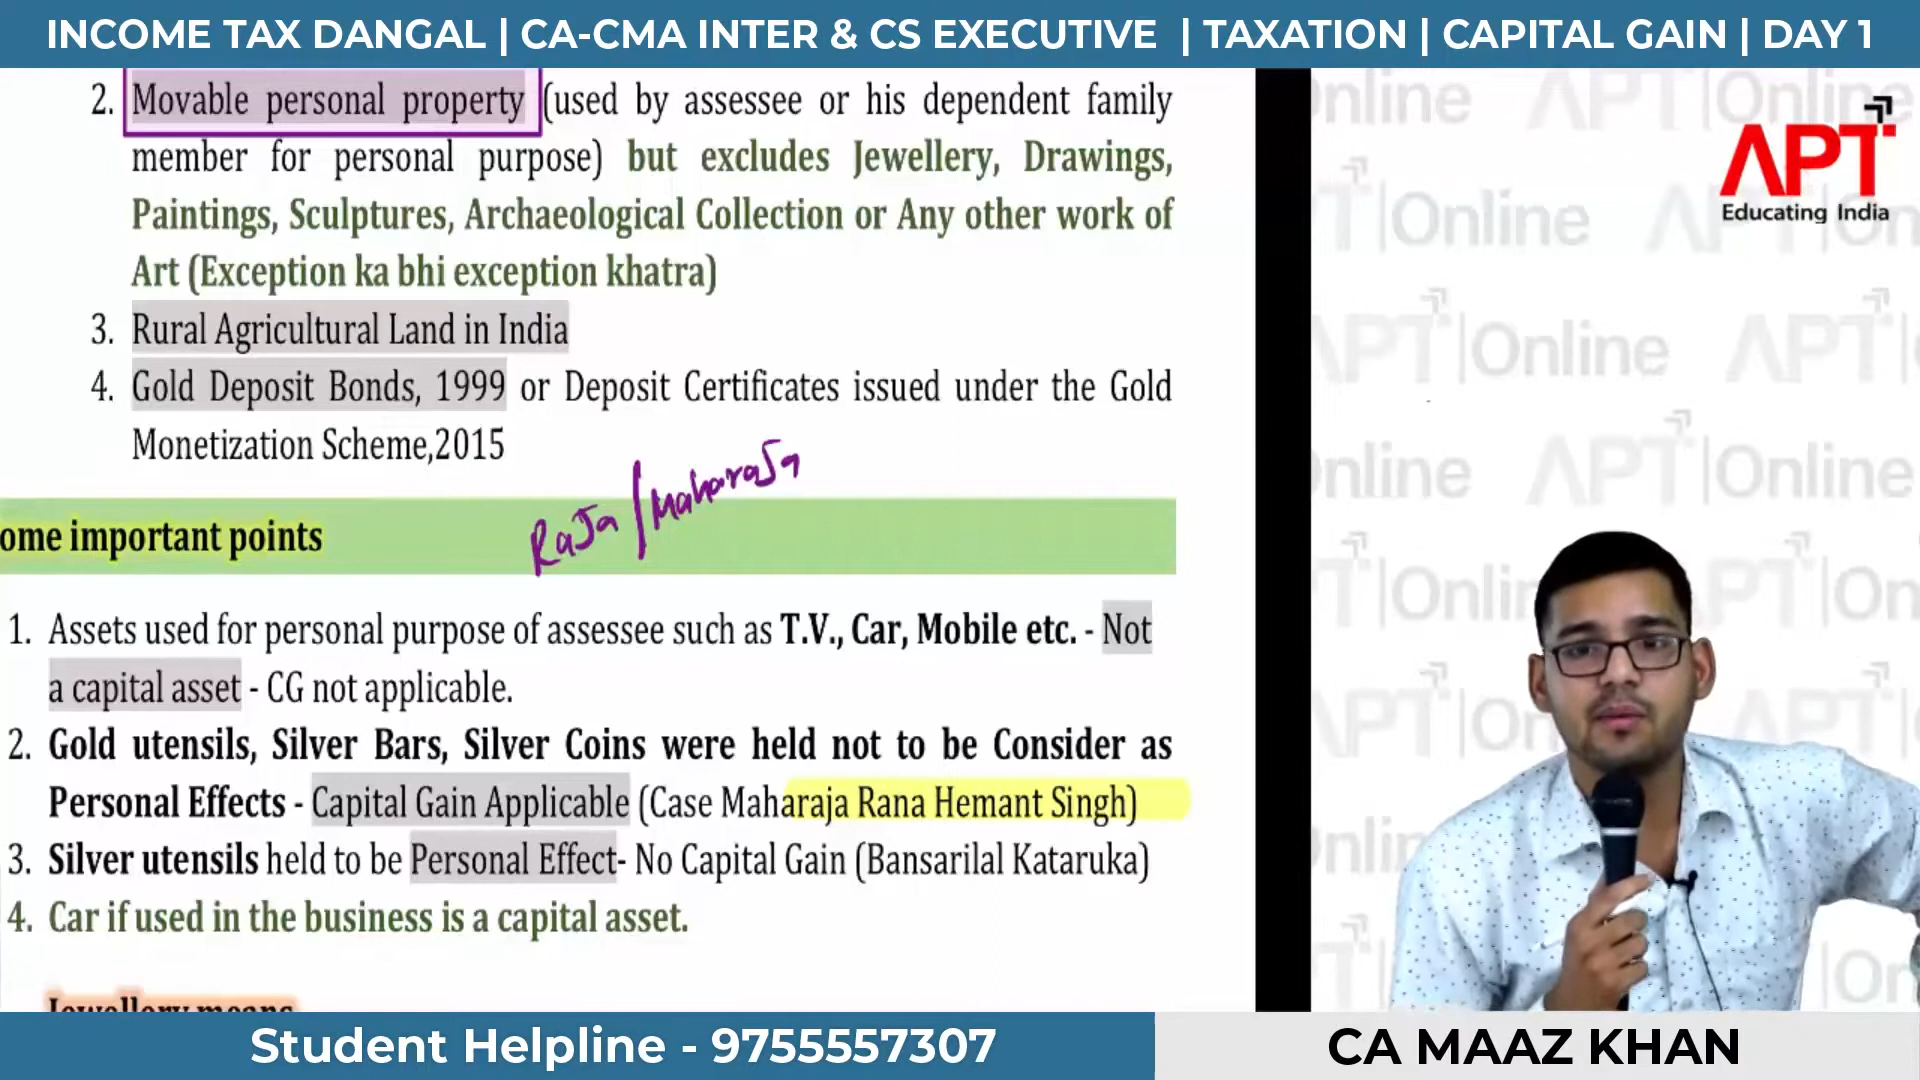 INCOME TAX DANGAL | CA-CMA INTER & CS EXECUTIVE | TAXATION | CAPITAL GAIN | DAY 1
2. Movable personal property (used by assessee or his dependent family
member for personal purpose) but excludes Jewellery, Drawings,
Paintings, Sculptures, Archaeological Collection or Any other work of
Art (Exception ka bhi exception khatra)
3. Rural Agricultural Land in India
4. Gold Deposit Bonds, 1999 or Deposit Certificates issued under the Gold
Monetization Scheme,2015
RaJa / MaharaJa
ome important points
1. Assets used for personal purpose of assessee such as T.V., Car, Mobile etc. - Not
a capital asset - CG not applicable.
2. Gold utensils, Silver Bars, Silver Coins were held not to be Consider as
Personal Effects - Capital Gain Applicable (Case Maharaja Rana Hemant Singh)
3. Silver utensils held to be Personal Effect- No Capital Gain (Bansarilal Kataruka)
4. Car if used in the business is a capital asset.
Jewellery means
APT
Educating India
APT|Online
Student Helpline - 9755557307
CA MAAZ KHAN